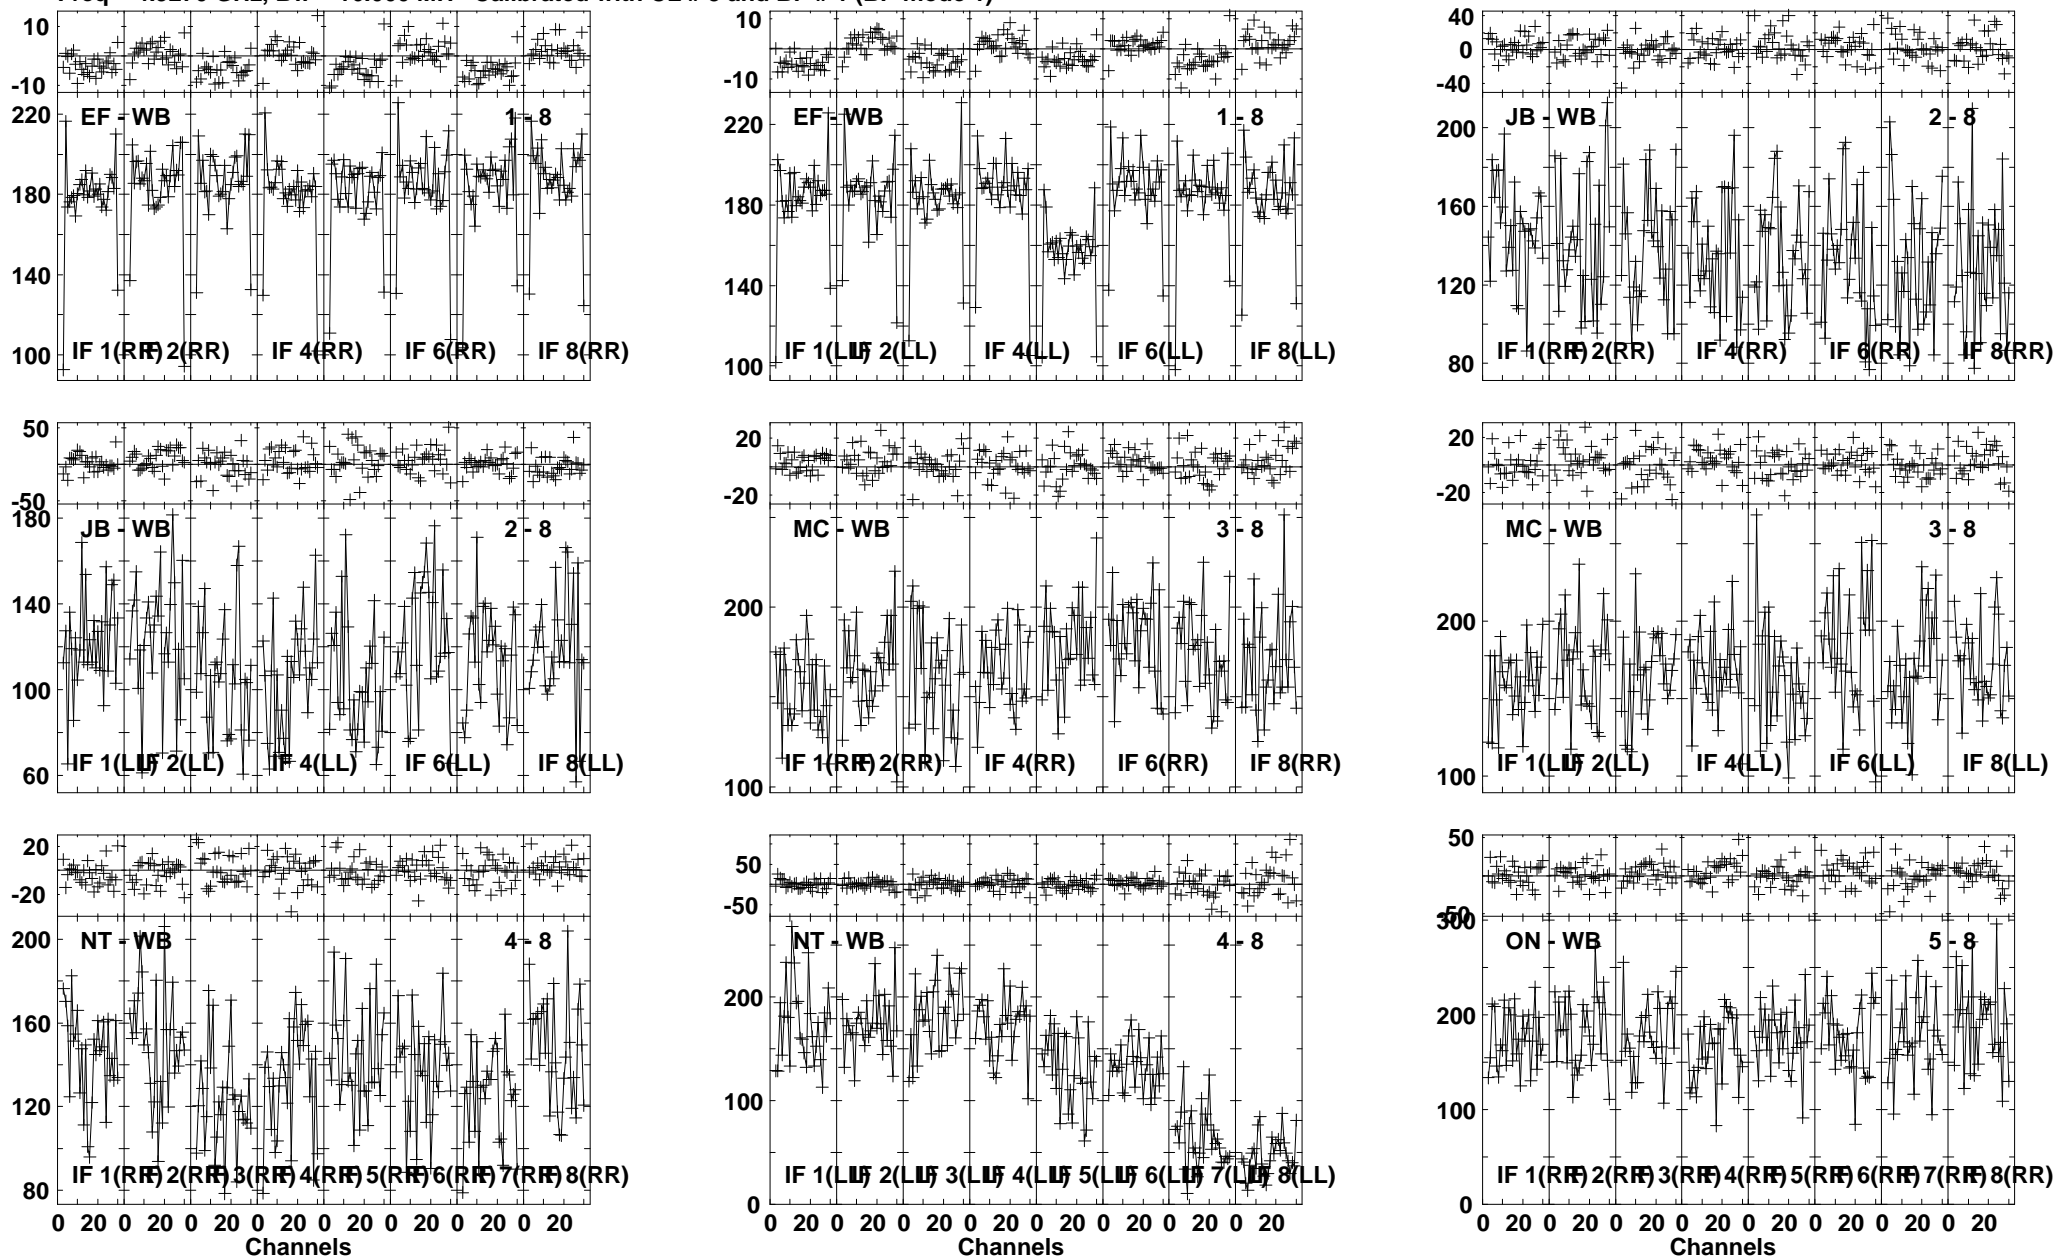 10
0
-10
220
180
140
100
EF - WB 1 - 8
IF 1(RR) IF 2(RR) IF 4(RR) IF 6(RR) IF 8(RR)
10
0
-10
220
180
140
100
EF - WB 1 - 8
IF 1(LL) IF 2(LL) IF 4(LL) IF 6(LL) IF 8(LL)
40
0
-40
200
160
120
80
JB - WB 2 - 8
IF 1(RR) IF 2(RR) IF 4(RR) IF 6(RR) IF 8(RR)
50
0
-50
180
140
100
60
JB - WB 2 - 8
IF 1(LL) IF 2(LL) IF 4(LL) IF 6(LL) IF 8(LL)
20
0
-20
200
100
MC - WB 3 - 8
IF 1(RR) IF 2(RR) IF 4(RR) IF 6(RR) IF 8(RR)
20
0
-20
200
100
MC - WB 3 - 8
IF 1(LL) IF 2(LL) IF 4(LL) IF 6(LL) IF 8(LL)
20
0
-20
200
160
120
80
NT - WB 4 - 8
IF 1(RR) IF 2(RR) IF 3(RR) IF 4(RR) IF 5(RR) IF 6(RR) IF 7(RR) IF 8(RR)
0 20 0 20 0 20 0 20 0 20 0 20 0 20 0 20
Channels
50
0
-50
200
100
0
NT - WB 4 - 8
IF 1(LL) IF 2(LL) IF 3(LL) IF 4(LL) IF 5(LL) IF 6(LL) IF 7(LL) IF 8(LL)
0 20 0 20 0 20 0 20 0 20 0 20 0 20 0 20
Channels
50
0
-50
300
200
100
0
ON - WB 5 - 8
IF 1(RR) IF 2(RR) IF 3(RR) IF 4(RR) IF 5(RR) IF 6(RR) IF 7(RR) IF 8(RR)
0 20 0 20 0 20 0 20 0 20 0 20 0 20 0 20
Channels